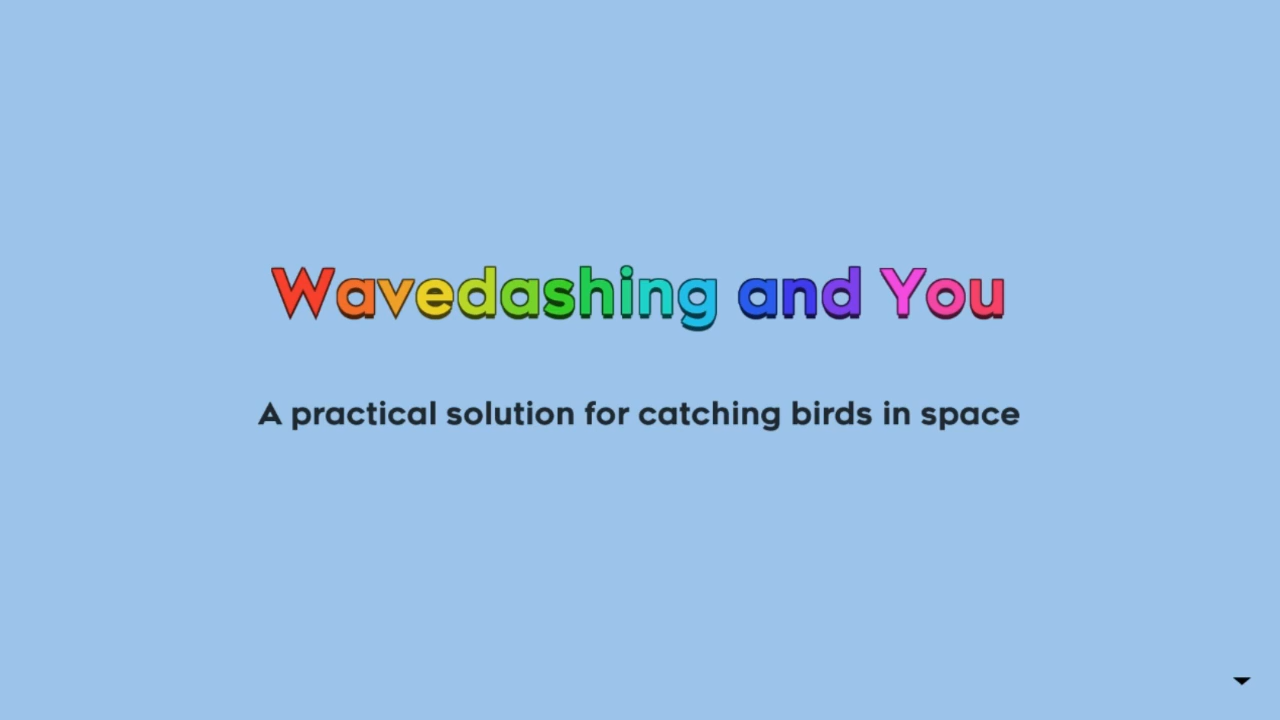 Wavedashing and You
A practical solution for catching birds in space